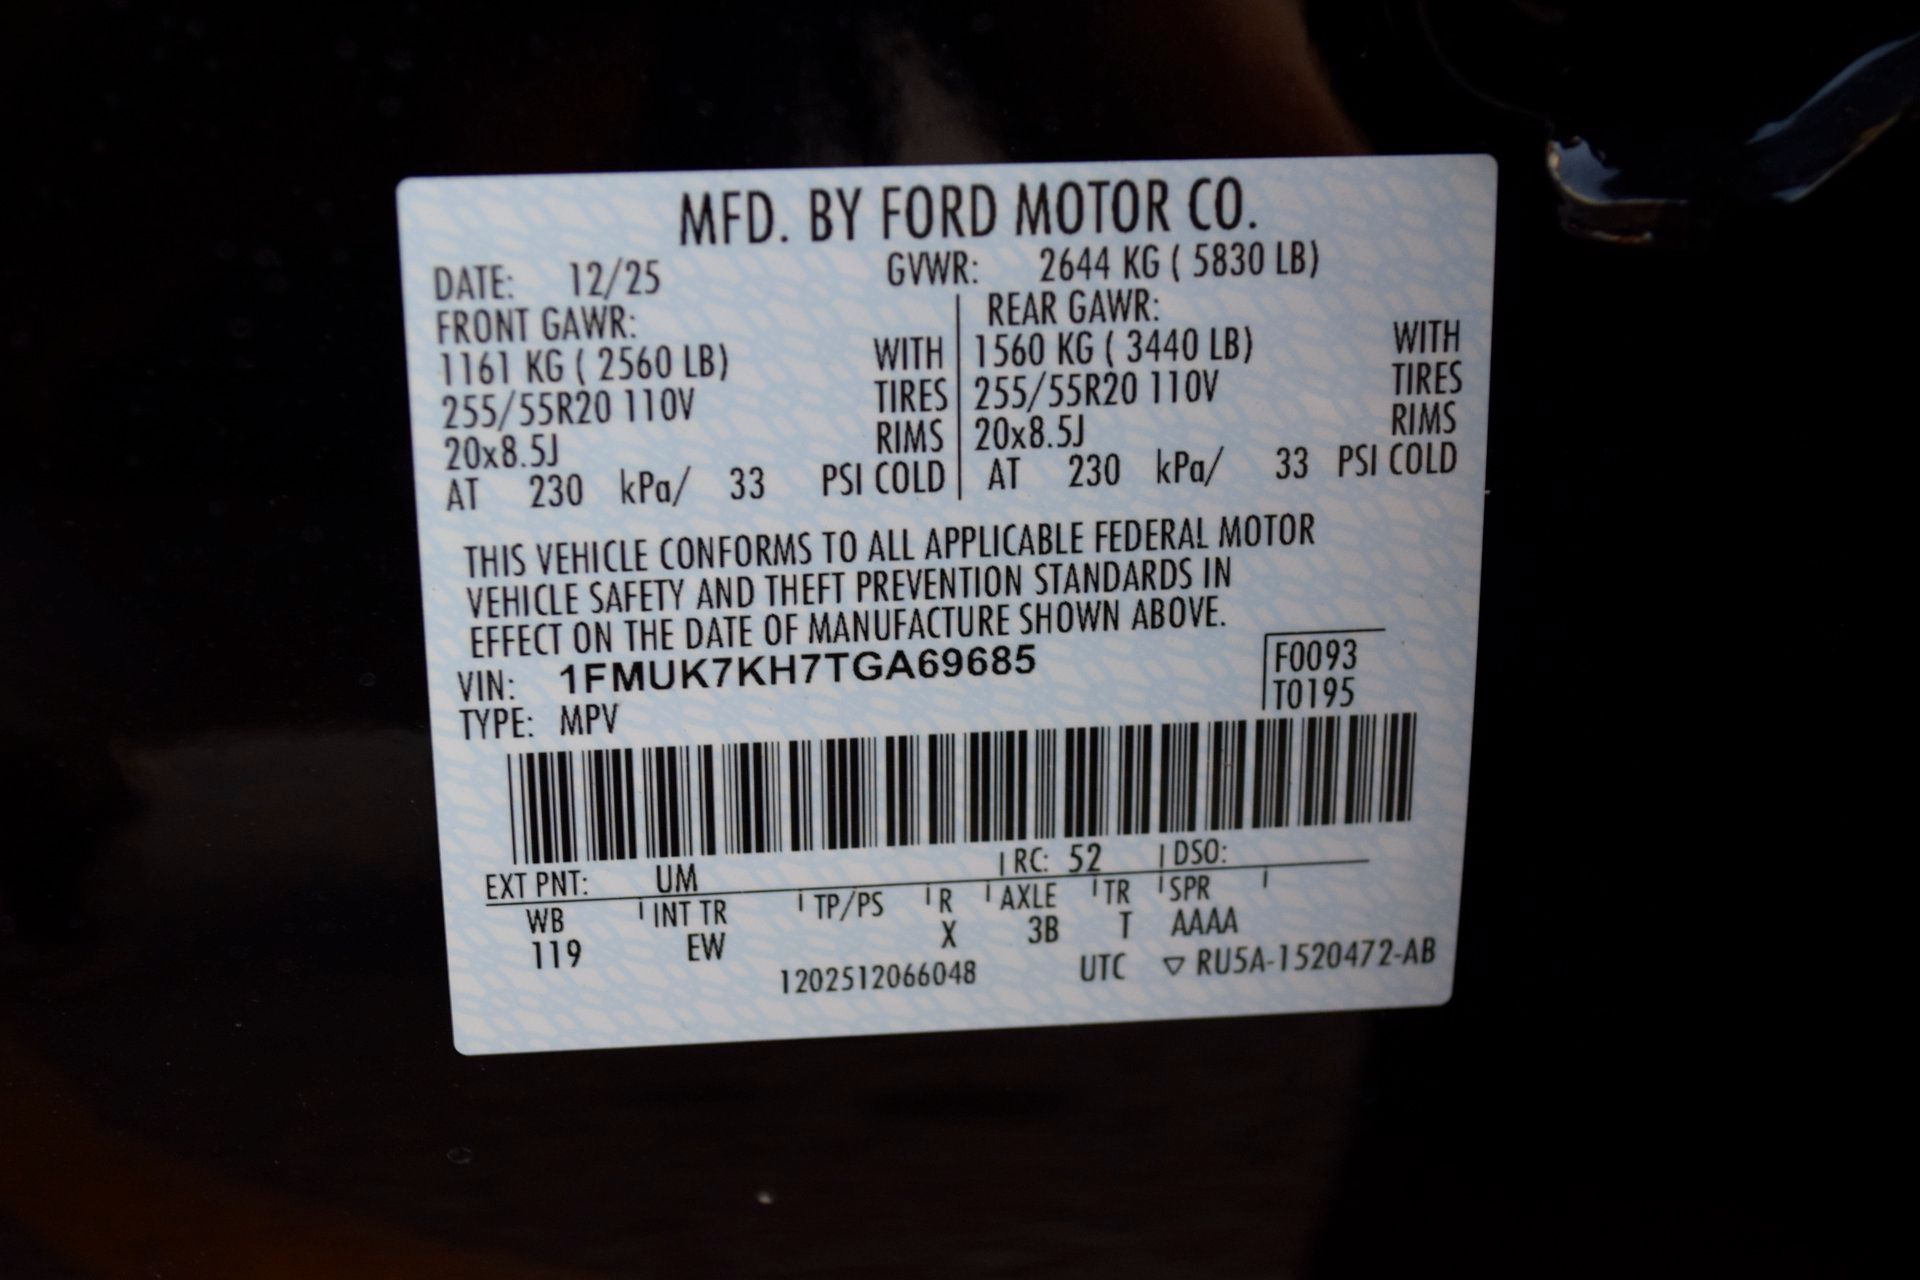 MFD. BY FORD MOTOR CO.
DATE: 12/25 GVWR: 2644 KG ( 5830 LB)
FRONT GAWR: REAR GAWR:
1161 KG ( 2560 LB) WITH 1560 KG ( 3440 LB) WITH
255/55R20 110V TIRES 255/55R20 110V TIRES
20x8.5J RIMS 20x8.5J RIMS
AT 230 kPa/ 33 PSI COLD AT 230 kPa/ 33 PSI COLD
THIS VEHICLE CONFORMS TO ALL APPLICABLE FEDERAL MOTOR
VEHICLE SAFETY AND THEFT PREVENTION STANDARDS IN
EFFECT ON THE DATE OF MANUFACTURE SHOWN ABOVE.
VIN: 1FMUK7KH7TGA69685 F0093
TYPE: MPV T0195
EXT PNT: UM RC: 52 DSO:
WB INT TR TP/PS R AXLE TR SPR
119 EW X 3B T AAAA
1202512066048 UTC ▽ RU5A-1520472-AB